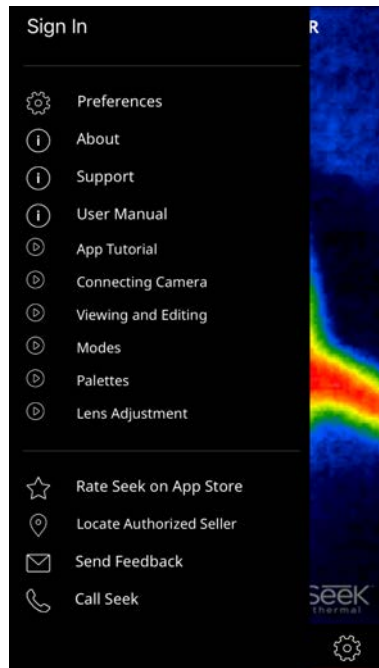 Sign In
R
Preferences
About
Support
User Manual
App Tutorial
Connecting Camera
Viewing and Editing
Modes
Palettes
Lens Adjustment
Rate Seek on App Store
Locate Authorized Seller
Send Feedback
Call Seek
seek
thermal